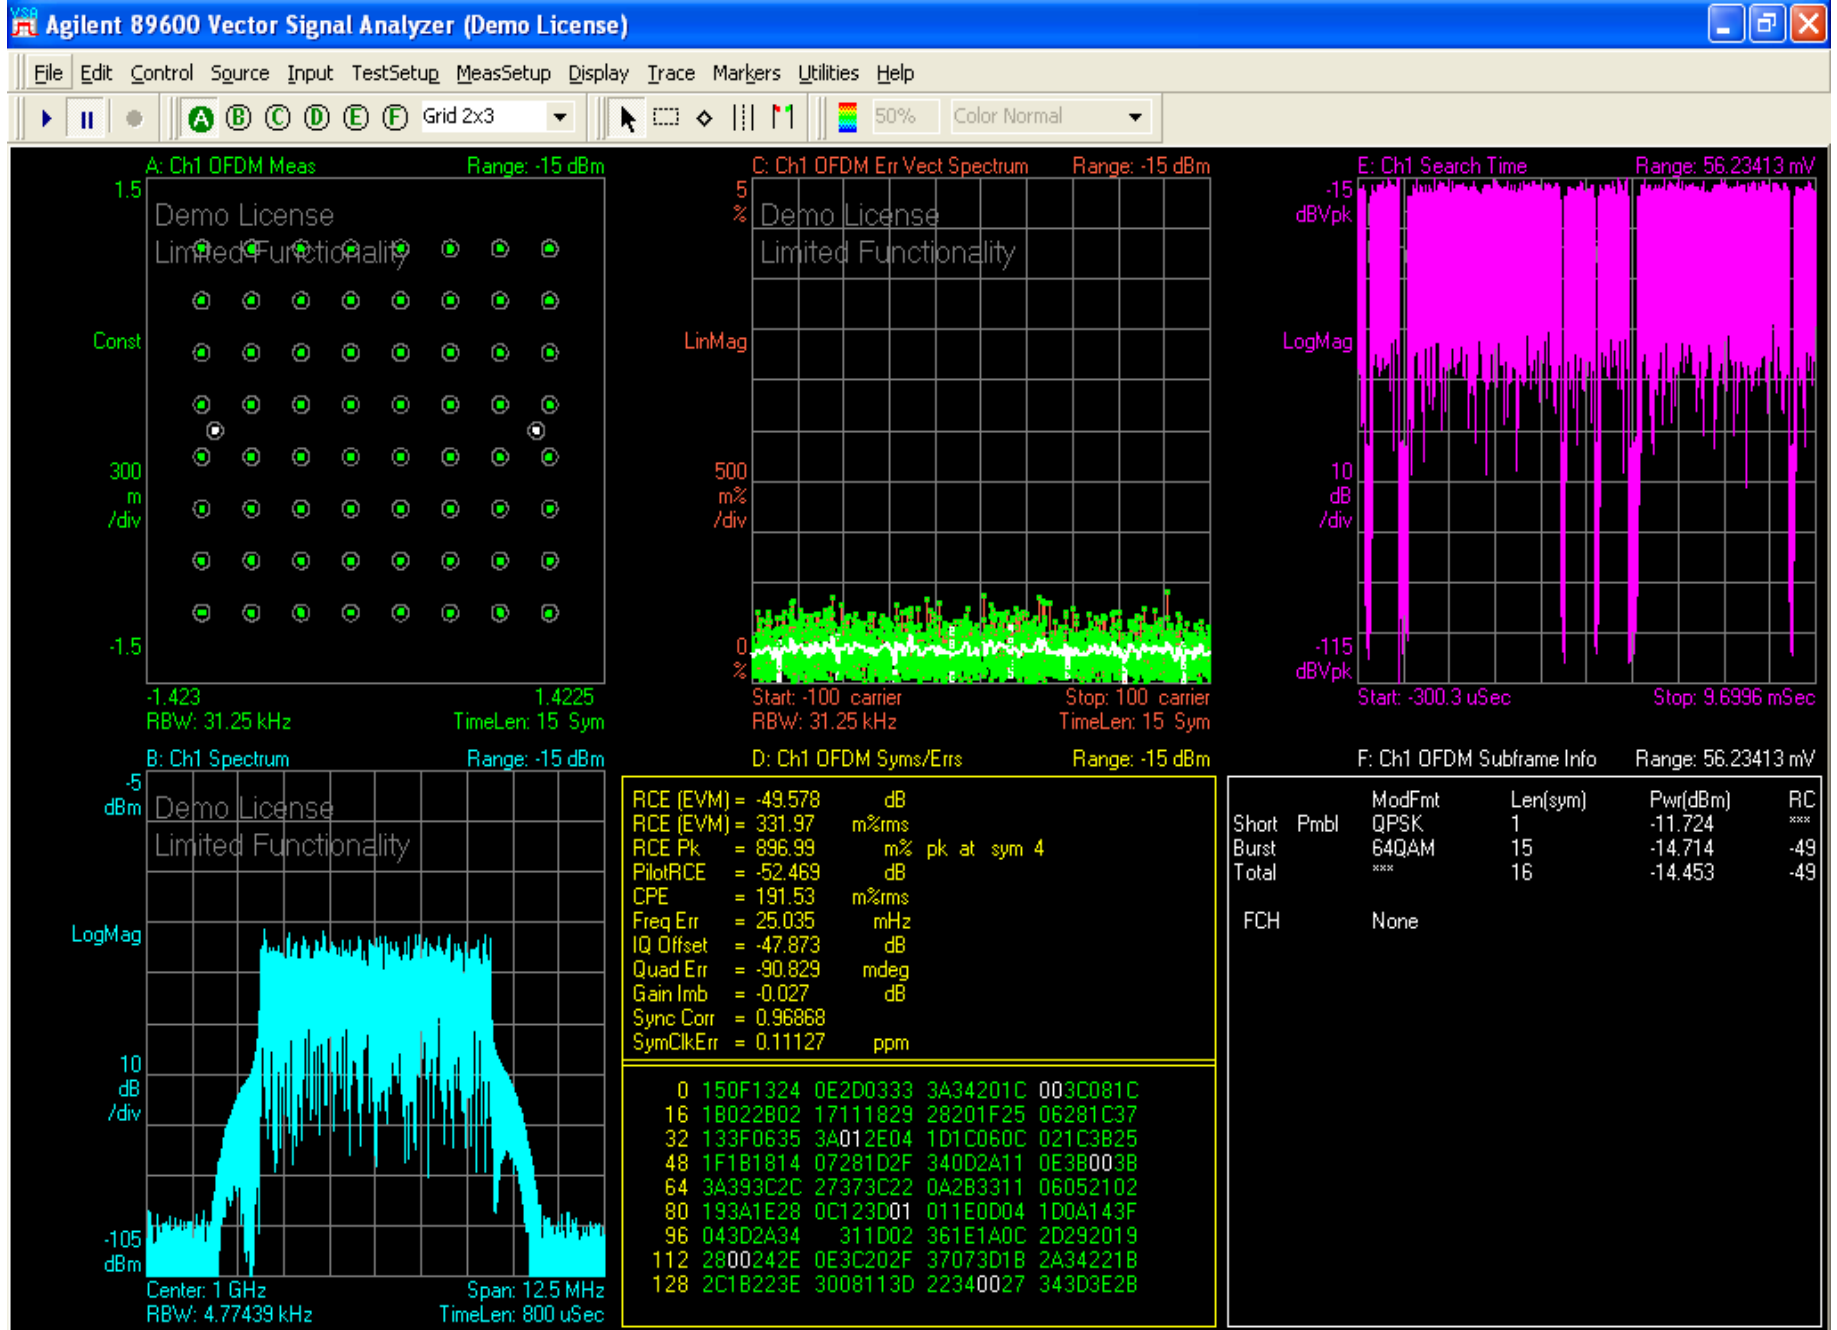 VSA Agilent 89600 Vector Signal Analyzer (Demo License)
File Edit Control Source Input TestSetup MeasSetup Display Trace Markers Utilities Help
A B C D E F Grid 2x3 50% Color Normal
A: Ch1 OFDM Meas Range: -15 dBm
1.5
Demo License
Limited Functionality
Const
300
m
/div
-1.5
-1.423 1.4225
RBW: 31.25 kHz TimeLen: 15 Sym
C: Ch1 OFDM Err Vect Spectrum Range: -15 dBm
5
%
Demo License
Limited Functionality
LinMag
500
m%
/div
0
%
Start: -100 carrier Stop: 100 carrier
RBW: 31.25 kHz TimeLen: 15 Sym
E: Ch1 Search Time Range: 56.23413 mV
-15
dBVpk
LogMag
10
dB
/div
-115
dBVpk
Start: -300.3 uSec Stop: 9.6996 mSec
B: Ch1 Spectrum Range: -15 dBm
-5
dBm
Demo License
Limited Functionality
LogMag
10
dB
/div
-105
dBm
Center: 1 GHz Span: 12.5 MHz
RBW: 4.77439 kHz TimeLen: 800 uSec
D: Ch1 OFDM Syms/Errs Range: -15 dBm
RCE (EVM) = -49.578 dB
RCE (EVM) = 331.97 m%rms
RCE Pk = 896.99 m% pk at sym 4
PilotRCE = -52.469 dB
CPE = 191.53 m%rms
Freq Err = 25.035 mHz
IQ Offset = -47.873 dB
Quad Err = -90.829 mdeg
Gain Imb = -0.027 dB
Sync Corr = 0.96868
SymClkErr = 0.11127 ppm
0 150F1324 0E2D0333 3A34201C 003C081C
16 1B022B02 17111829 28201F25 06281C37
32 133F0635 3A012E04 1D1C060C 021C3B25
48 1F1B1814 07281D2F 340D2A11 0E3B003B
64 3A393C2C 27373C22 0A2B3311 06052102
80 193A1E28 0C123D01 011E0D04 1D0A143F
96 043D2A34 311D02 361E1A0C 2D292019
112 2800242E 0E3C202F 37073D1B 2A34221B
128 2C1B223E 3008113D 22340027 343D3E2B
F: Ch1 OFDM Subframe Info Range: 56.23413 mV
ModFmt Len(sym) Pwr(dBm) RC
Short Pmbl QPSK 1 -11.724 ***
Burst 64QAM 15 -14.714 -49
Total *** 16 -14.453 -49
FCH None